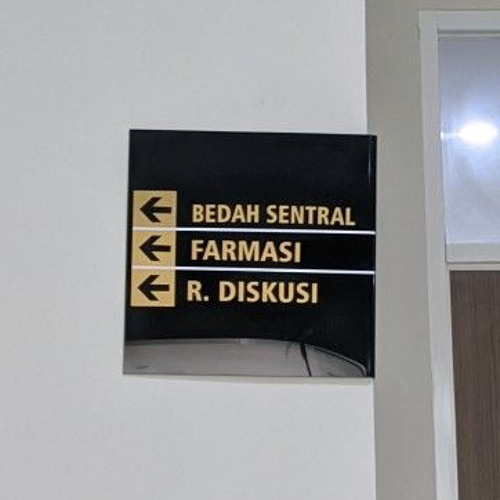 BEDAH SENTRAL
FARMASI
R. DISKUSI